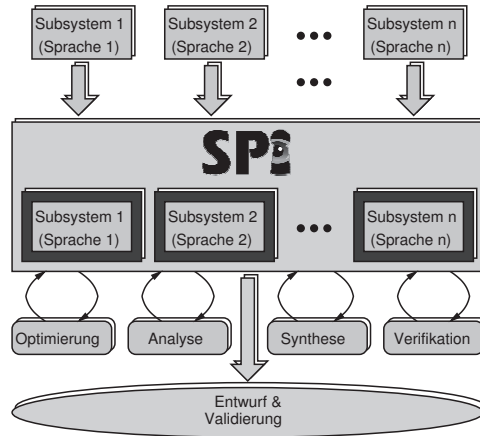 Subsystem 1
(Sprache 1)
Subsystem 2
(Sprache 2)
Subsystem n
(Sprache n)
SPi
Subsystem 1
(Sprache 1)
Subsystem 2
(Sprache 2)
Subsystem n
(Sprache n)
Optimierung
Analyse
Synthese
Verifikation
Entwurf &
Validierung